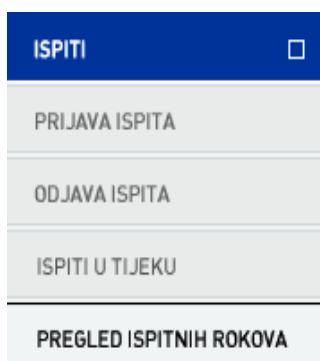 ISPITI
PRIJAVA ISPITA
ODJAVA ISPITA
ISPITI U TIJEKU
PREGLED ISPITNIH ROKOVA